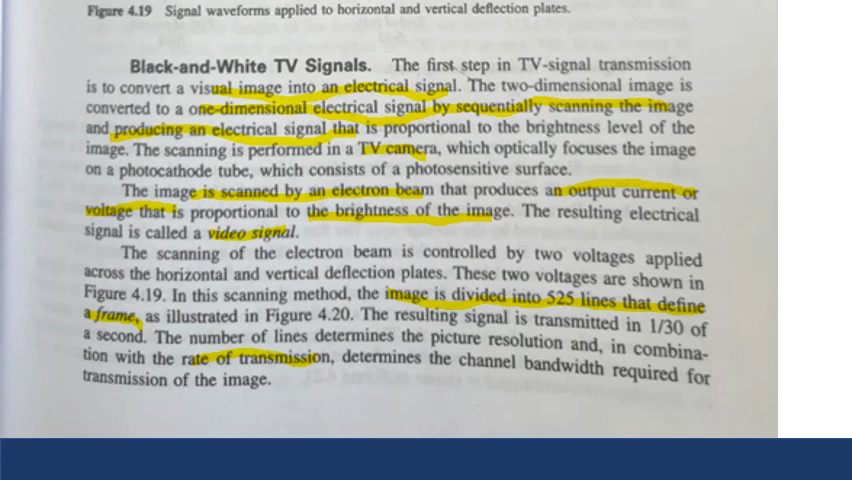 Figure 4.19 Signal waveforms applied to horizontal and vertical deflection plates.
Black-and-White TV Signals. The first step in TV-signal transmission
is to convert a visual image into an electrical signal. The two-dimensional image is
converted to a one-dimensional electrical signal by sequentially scanning the image
and producing an electrical signal that is proportional to the brightness level of the
image. The scanning is performed in a TV camera, which optically focuses the image
on a photocathode tube, which consists of a photosensitive surface.
The image is scanned by an electron beam that produces an output current or
voltage that is proportional to the brightness of the image. The resulting electrical
signal is called a video signal.
The scanning of the electron beam is controlled by two voltages applied
across the horizontal and vertical deflection plates. These two voltages are shown in
Figure 4.19. In this scanning method, the image is divided into 525 lines that define
a frame, as illustrated in Figure 4.20. The resulting signal is transmitted in 1/30 of
a second. The number of lines determines the picture resolution and, in combina-
tion with the rate of transmission, determines the channel bandwidth required for
transmission of the image.